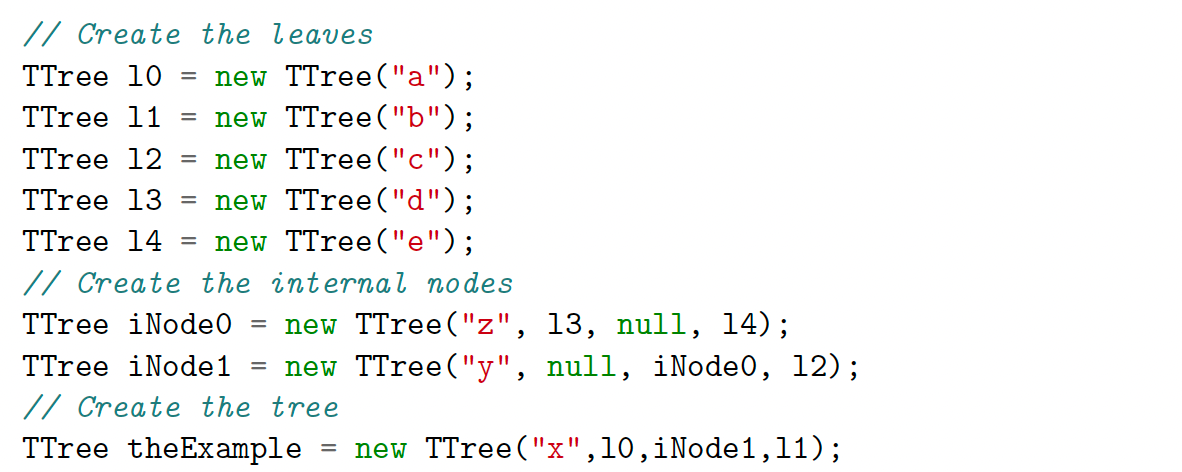 // Create the leaves
TTree l0 = new TTree("a");
TTree l1 = new TTree("b");
TTree l2 = new TTree("c");
TTree l3 = new TTree("d");
TTree l4 = new TTree("e");
// Create the internal nodes
TTree iNode0 = new TTree("z", l3, null, l4);
TTree iNode1 = new TTree("y", null, iNode0, l2);
// Create the tree
TTree theExample = new TTree("x",l0,iNode1,l1);